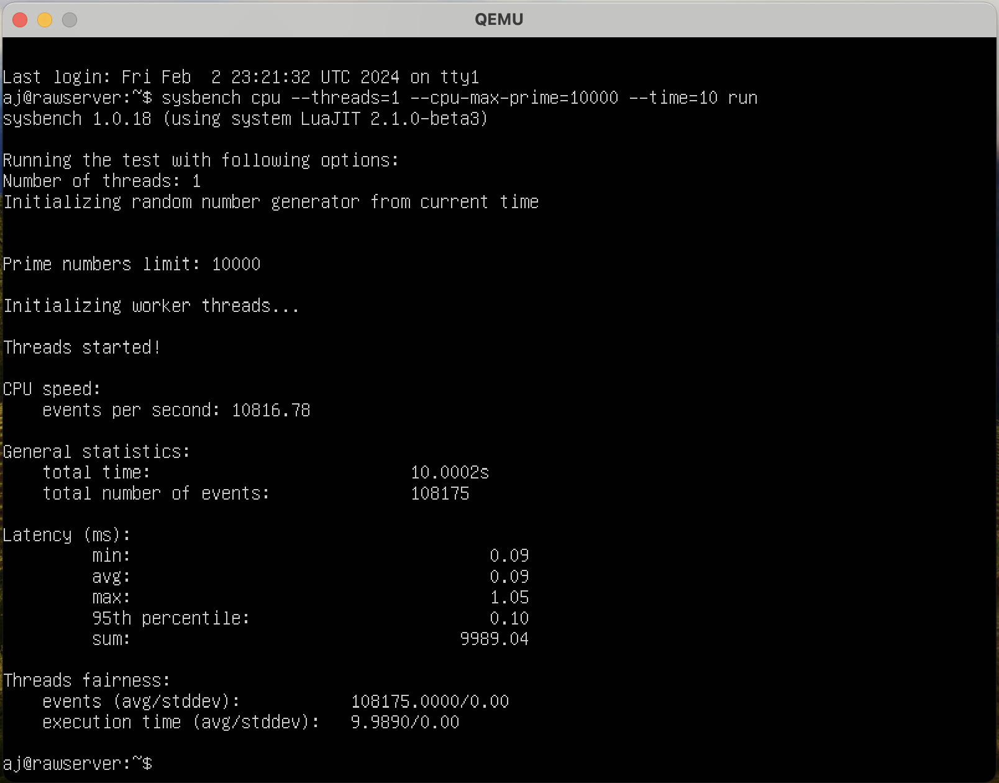 QEMU
Last login: Fri Feb  2 23:21:32 UTC 2024 on tty1
aj@rawserver:~$ sysbench cpu --threads=1 --cpu-max-prime=10000 --time=10 run
sysbench 1.0.18 (using system LuaJIT 2.1.0-beta3)
Running the test with following options:
Number of threads: 1
Initializing random number generator from current time
Prime numbers limit: 10000
Initializing worker threads...
Threads started!
CPU speed:
    events per second: 10816.78
General statistics:
    total time:                          10.0002s
    total number of events:              108175
Latency (ms):
         min:                                    0.09
         avg:                                    0.09
         max:                                    1.05
         95th percentile:                        0.10
         sum:                                 9989.04
Threads fairness:
    events (avg/stddev):           108175.0000/0.00
    execution time (avg/stddev):   9.9890/0.00
aj@rawserver:~$